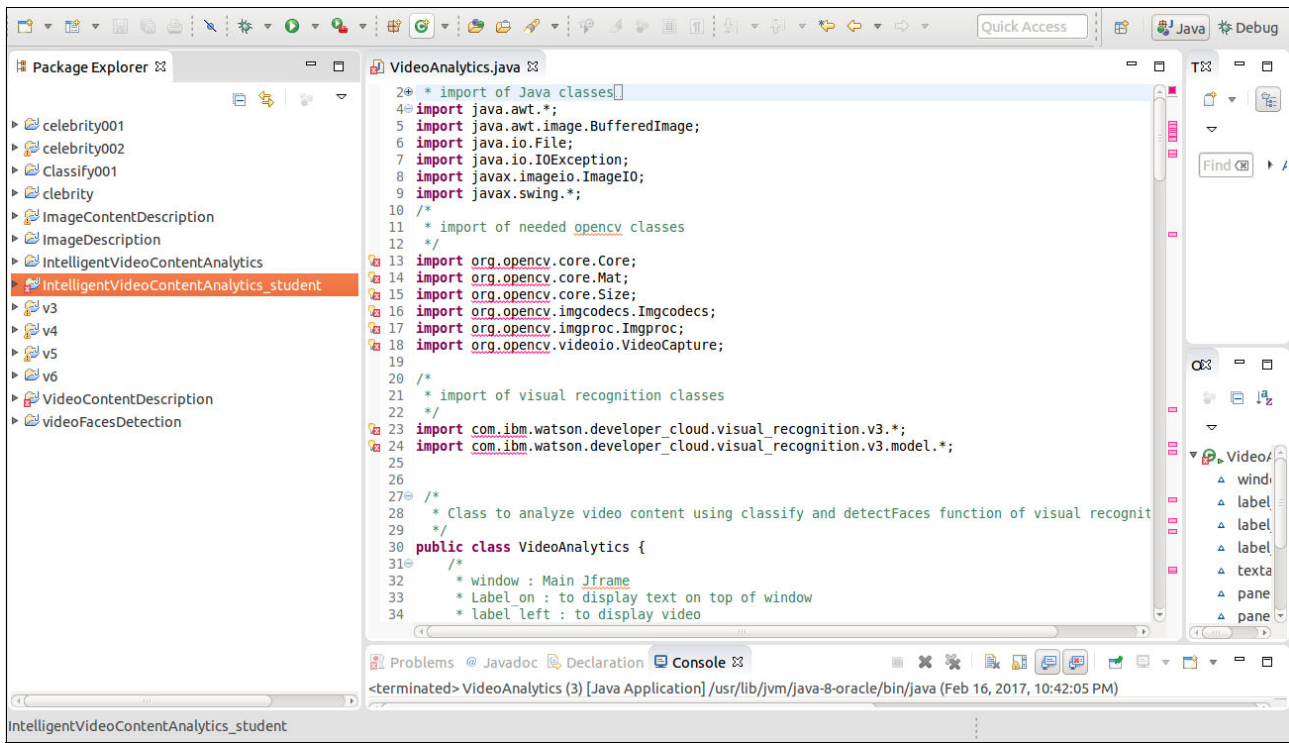 Quick Access
Java
Debug
Package Explorer
celebrity001
celebrity002
Classify001
clebrity
ImageContentDescription
ImageDescription
IntelligentVideoContentAnalytics
IntelligentVideoContentAnalytics_student
v3
v4
v5
v6
VideoContentDescription
videoFacesDetection
VideoAnalytics.java
2 * import of Java classes
4 import java.awt.*;
5 import java.awt.image.BufferedImage;
6 import java.io.File;
7 import java.io.IOException;
8 import javax.imageio.ImageIO;
9 import javax.swing.*;
10 /*
11 * import of needed opencv classes
12 */
13 import org.opencv.core.Core;
14 import org.opencv.core.Mat;
15 import org.opencv.core.Size;
16 import org.opencv.imgcodecs.Imgcodecs;
17 import org.opencv.imgproc.Imgproc;
18 import org.opencv.videoio.VideoCapture;
19
20 /*
21 * import of visual recognition classes
22 */
23 import com.ibm.watson.developer_cloud.visual_recognition.v3.*;
24 import com.ibm.watson.developer_cloud.visual_recognition.v3.model.*;
25
26
27 /*
28 * Class to analyze video content using classify and detectFaces function of visual recognit
29 */
30 public class VideoAnalytics {
31 /*
32 * window : Main Jframe
33 * Label_on : to display text on top of window
34 * label left : to display video
T
Find
O
VideoA
wind
label
label
label
texta
pane
pane
Problems @ Javadoc Declaration Console
<terminated> VideoAnalytics (3) [Java Application] /usr/lib/jvm/java-8-oracle/bin/java (Feb 16, 2017, 10:42:05 PM)
IntelligentVideoContentAnalytics_student